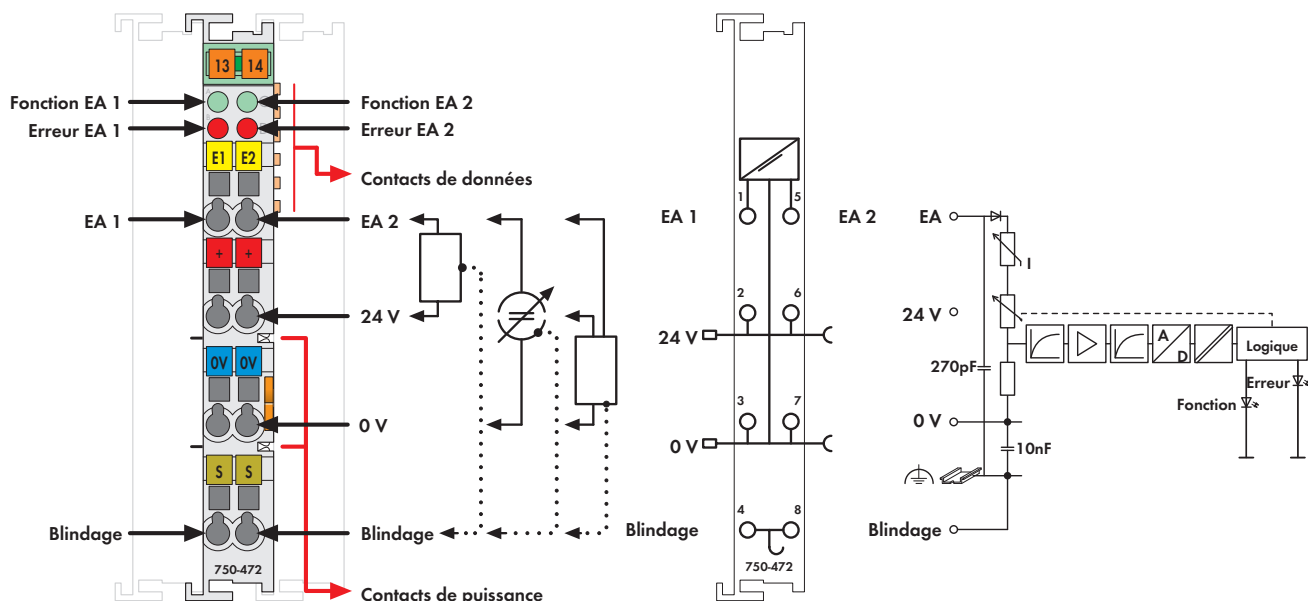 13 14
Fonction EA 1
Fonction EA 2
Erreur EA 1
Erreur EA 2
E1 E2
Contacts de données
EA 1
EA 2
+ +
24 V
0V 0V
0 V
S S
Blindage
Blindage
750-472
Contacts de puissance
1 5
EA 1
EA 2
2 6
24 V
3 7
0 V
4 8
Blindage
750-472
EA
I
24 V
A
D
Logique
270pF
Erreur
Fonction
0 V
10nF
Blindage